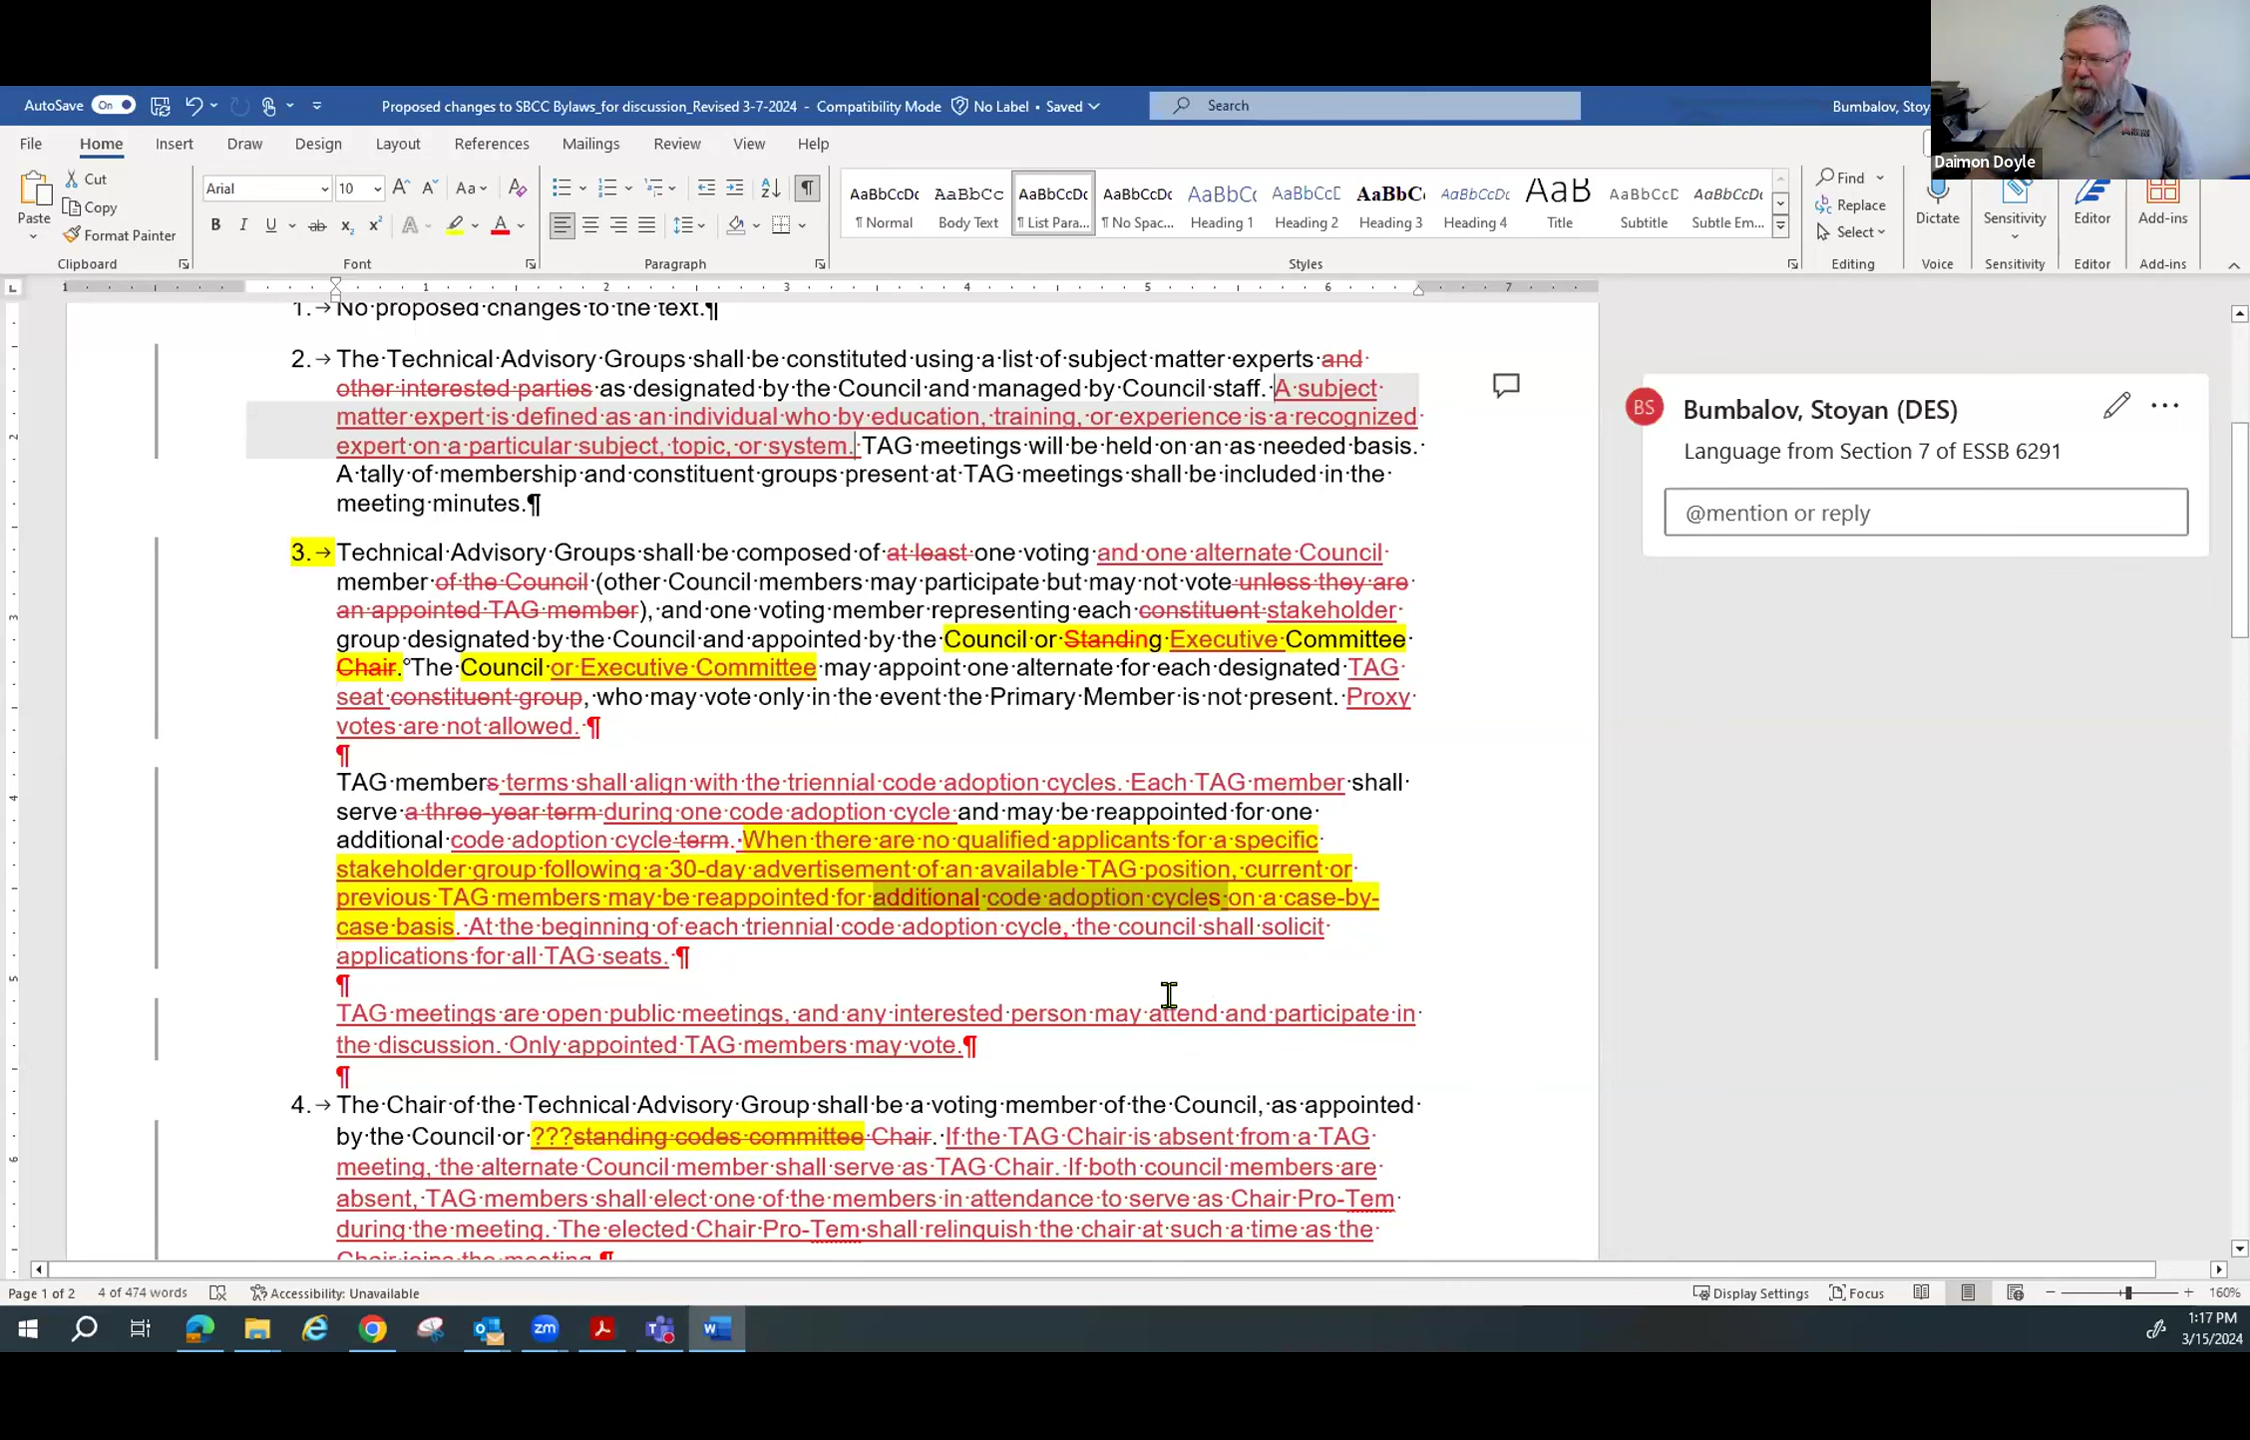 AutoSave On Proposed changes to SBCC Bylaws_for discussion_Revised 3-7-2024 - Compatibility Mode No Label • Saved Search Bumbalov, Stoy
Daimon Doyle
File Home Insert Draw Design Layout References Mailings Review View Help
Paste Cut Copy Format Painter
Arial 10
AaBbCcDc AaBbCc AaBbCcDc AaBbCcDc AaBbC( AaBbCcD AaBbC( AaBbCcDc AaB AaBbCcD AaBbCcDc
¶ Normal Body Text ¶ List Para... ¶ No Spac... Heading 1 Heading 2 Heading 3 Heading 4 Title Subtitle Subtle Em...
Find Replace Select
Dictate Sensitivity Editor Add-ins
Clipboard Font Paragraph Styles Editing Voice Sensitivity Editor Add-ins
1 1 2 3 4 5 6 7
1. No proposed changes to the text.¶
2. The Technical Advisory Groups shall be constituted using a list of subject matter experts and
other interested parties as designated by the Council and managed by Council staff. A subject
matter expert is defined as an individual who by education, training, or experience is a recognized
expert on a particular subject, topic, or system. TAG meetings will be held on an as needed basis.
A tally of membership and constituent groups present at TAG meetings shall be included in the
meeting minutes.¶
3. Technical Advisory Groups shall be composed of at least one voting and one alternate Council
member of the Council (other Council members may participate but may not vote unless they are
an appointed TAG member), and one voting member representing each constituent stakeholder
group designated by the Council and appointed by the Council or Standing Executive Committee
Chair.°The Council or Executive Committee may appoint one alternate for each designated TAG
seat constituent group, who may vote only in the event the Primary Member is not present. Proxy
votes are not allowed. ¶
¶
TAG members terms shall align with the triennial code adoption cycles. Each TAG member shall
serve a three-year term during one code adoption cycle and may be reappointed for one
additional code adoption cycle term. When there are no qualified applicants for a specific
stakeholder group following a 30-day advertisement of an available TAG position, current or
previous TAG members may be reappointed for additional code adoption cycles on a case-by-
case basis. At the beginning of each triennial code adoption cycle, the council shall solicit
applications for all TAG seats. ¶
¶
TAG meetings are open public meetings, and any interested person may attend and participate in
the discussion. Only appointed TAG members may vote.¶
¶
4. The Chair of the Technical Advisory Group shall be a voting member of the Council, as appointed
by the Council or ???standing codes committee Chair. If the TAG Chair is absent from a TAG
meeting, the alternate Council member shall serve as TAG Chair. If both council members are
absent, TAG members shall elect one of the members in attendance to serve as Chair Pro-Tem
during the meeting. The elected Chair Pro-Tem shall relinquish the chair at such a time as the
Chair joins the meeting.¶
BS Bumbalov, Stoyan (DES)
Language from Section 7 of ESSB 6291
@mention or reply
Page 1 of 2 4 of 474 words Accessibility: Unavailable Display Settings Focus 160%
1:17 PM
3/15/2024